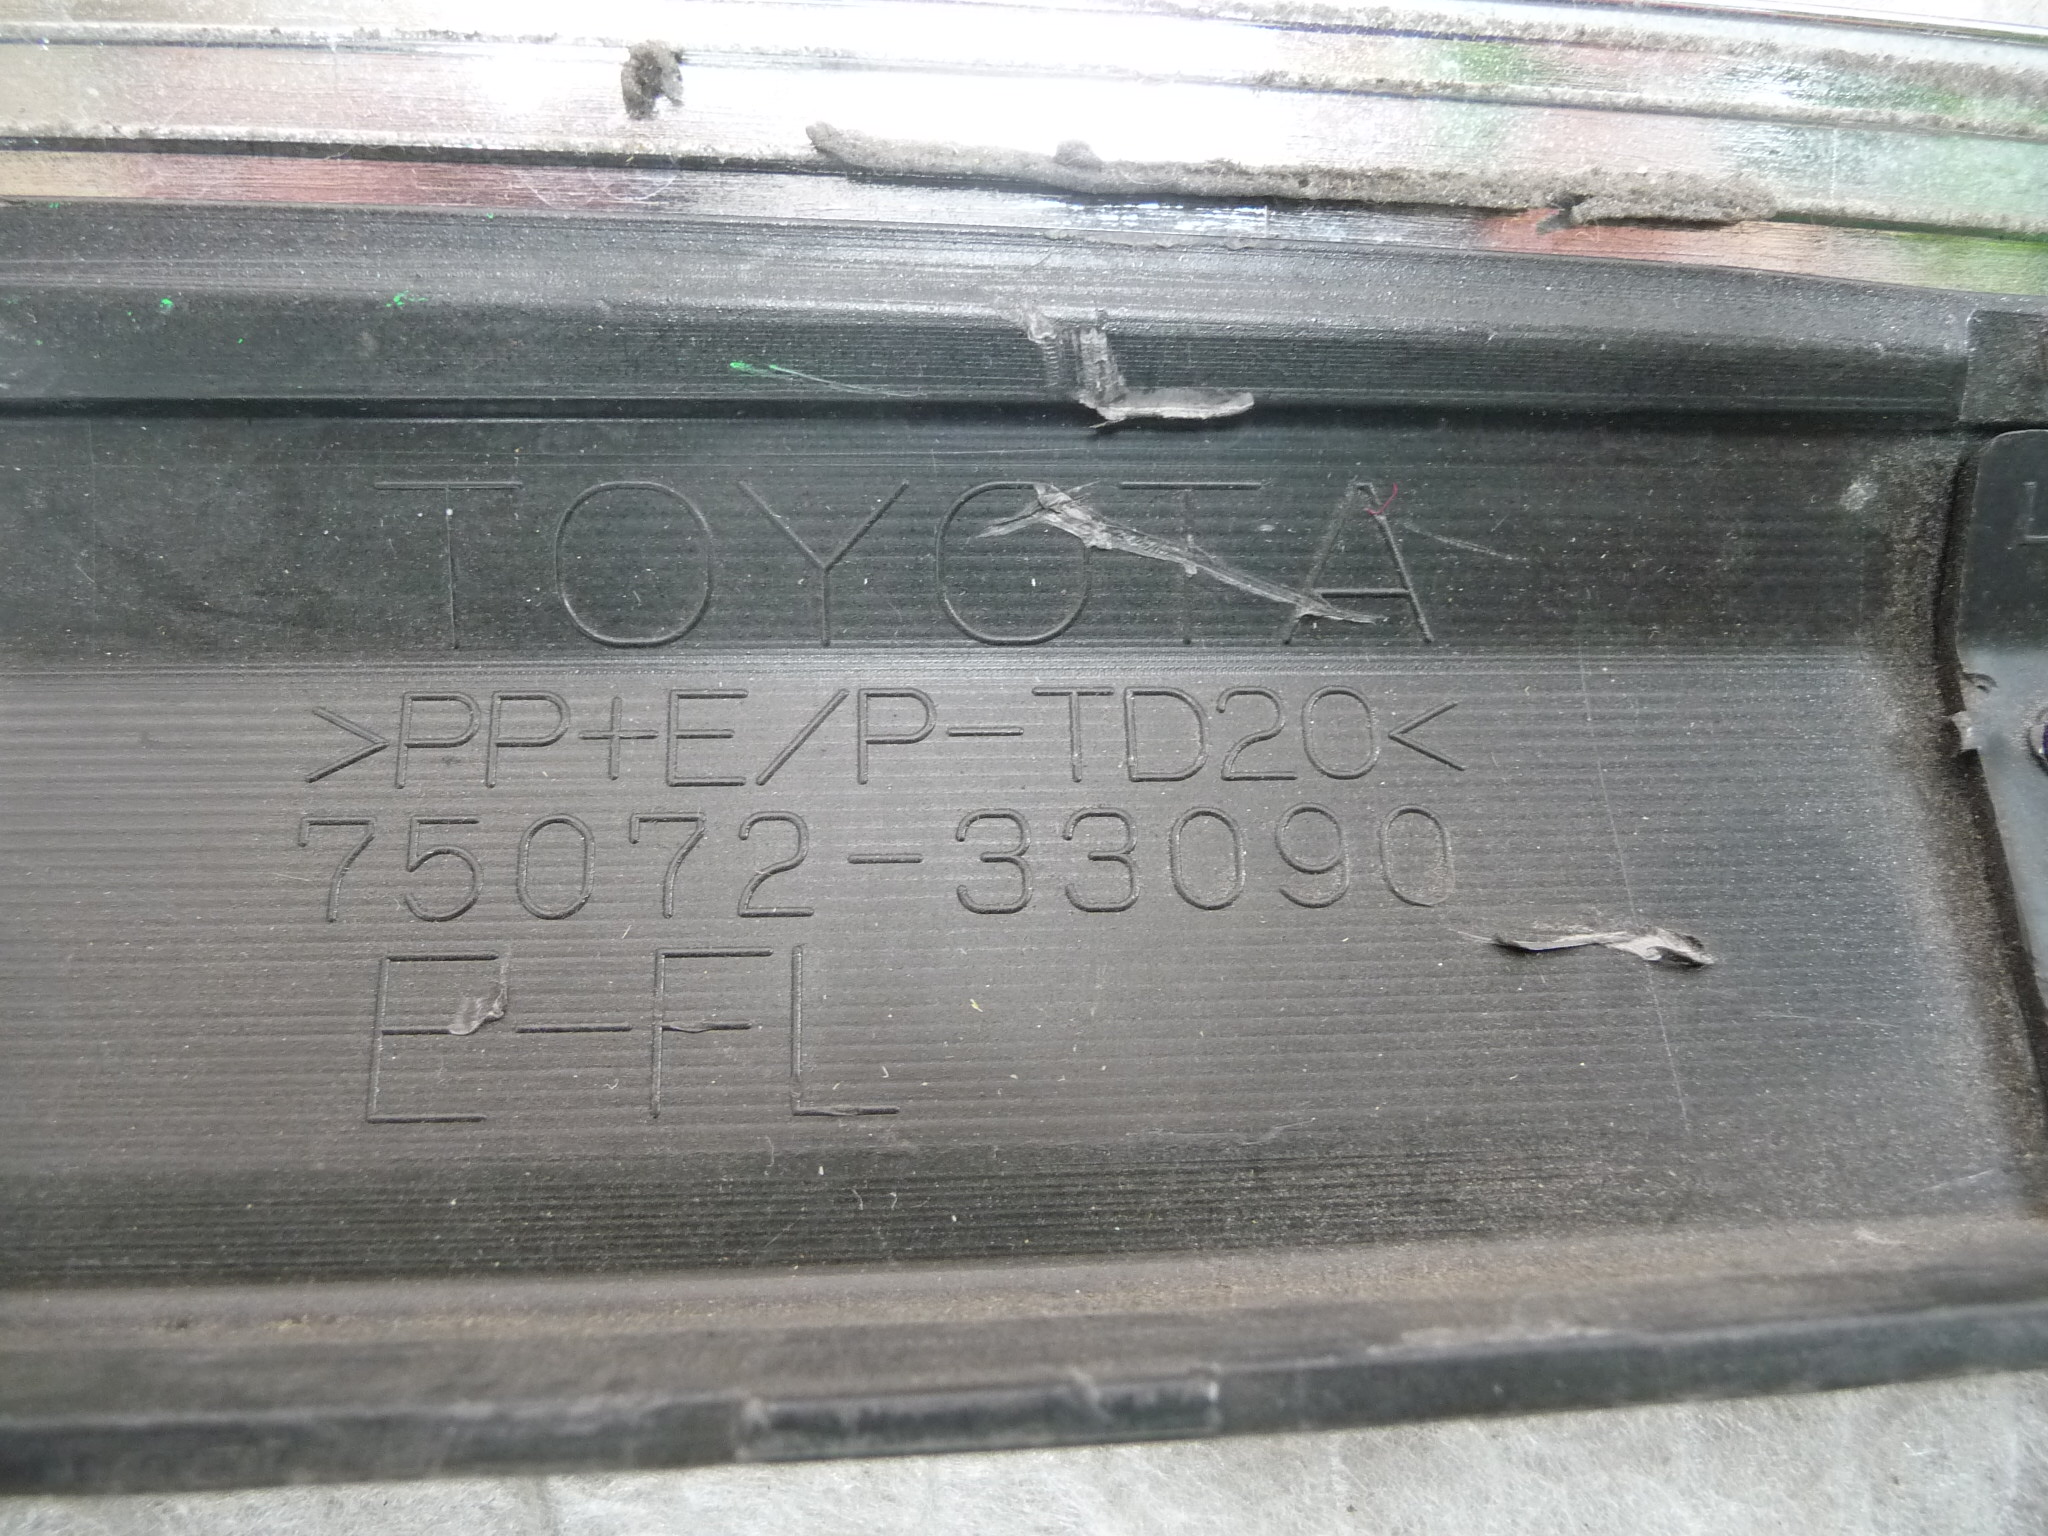 TOYOTA
>PP+E/P-TD20<
75072-33090
E-FL
L